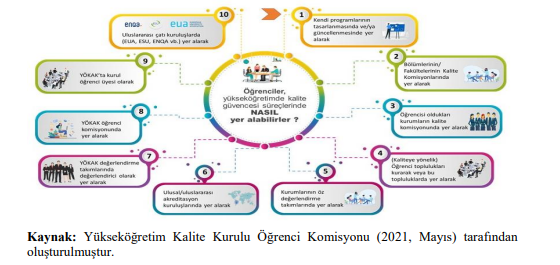 10
enqa.
eua
Uluslararası çatı kuruluşlarda
(EUA, ESU, ENQA vb.) yer alarak
1
Kendi programlarının
tasarlanmasında ve/ya
güncellenmesinde yer
alarak
9
YÖKAK'ta kurul
öğrenci üyesi olarak
2
Bölümlerinin/
Fakültelerinin Kalite
Komisyonlarında
yer alarak
Öğrenciler,
yükseköğretimde kalite
güvencesi süreçlerinde
NASIL
yer alabilirler ?
8
YÖKAK öğrenci
komisyonunda yer
alarak
3
Öğrencisi oldukları
kurumların kalite
komisyonunda yer alarak
7
YÖKAK değerlendirme
takımlarında
değerlendirici olarak
yer alarak
4
(Kaliteye yönelik)
Öğrenci toplulukları
kurarak veya bu
topluluklarda yer alarak
6
Ulusal/uluslararası
akreditasyon
kuruluşlarında yer alarak
5
Kurumlarının öz
değerlendirme
takımlarında yer alarak
Kaynak: Yükseköğretim Kalite Kurulu Öğrenci Komisyonu (2021, Mayıs) tarafından
oluşturulmuştur.